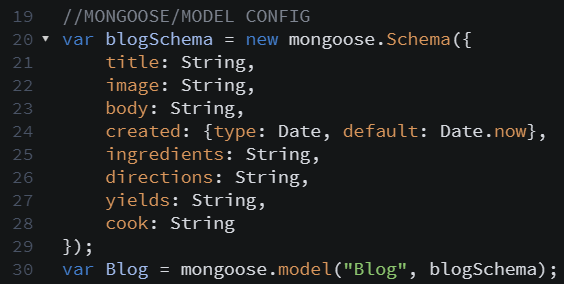 19 //MONGOOSE/MODEL CONFIG
20 ▼ var blogSchema = new mongoose.Schema({
21     title: String,
22     image: String,
23     body: String,
24     created: {type: Date, default: Date.now},
25     ingredients: String,
26     directions: String,
27     yields: String,
28     cook: String
29 });
30 var Blog = mongoose.model("Blog", blogSchema);